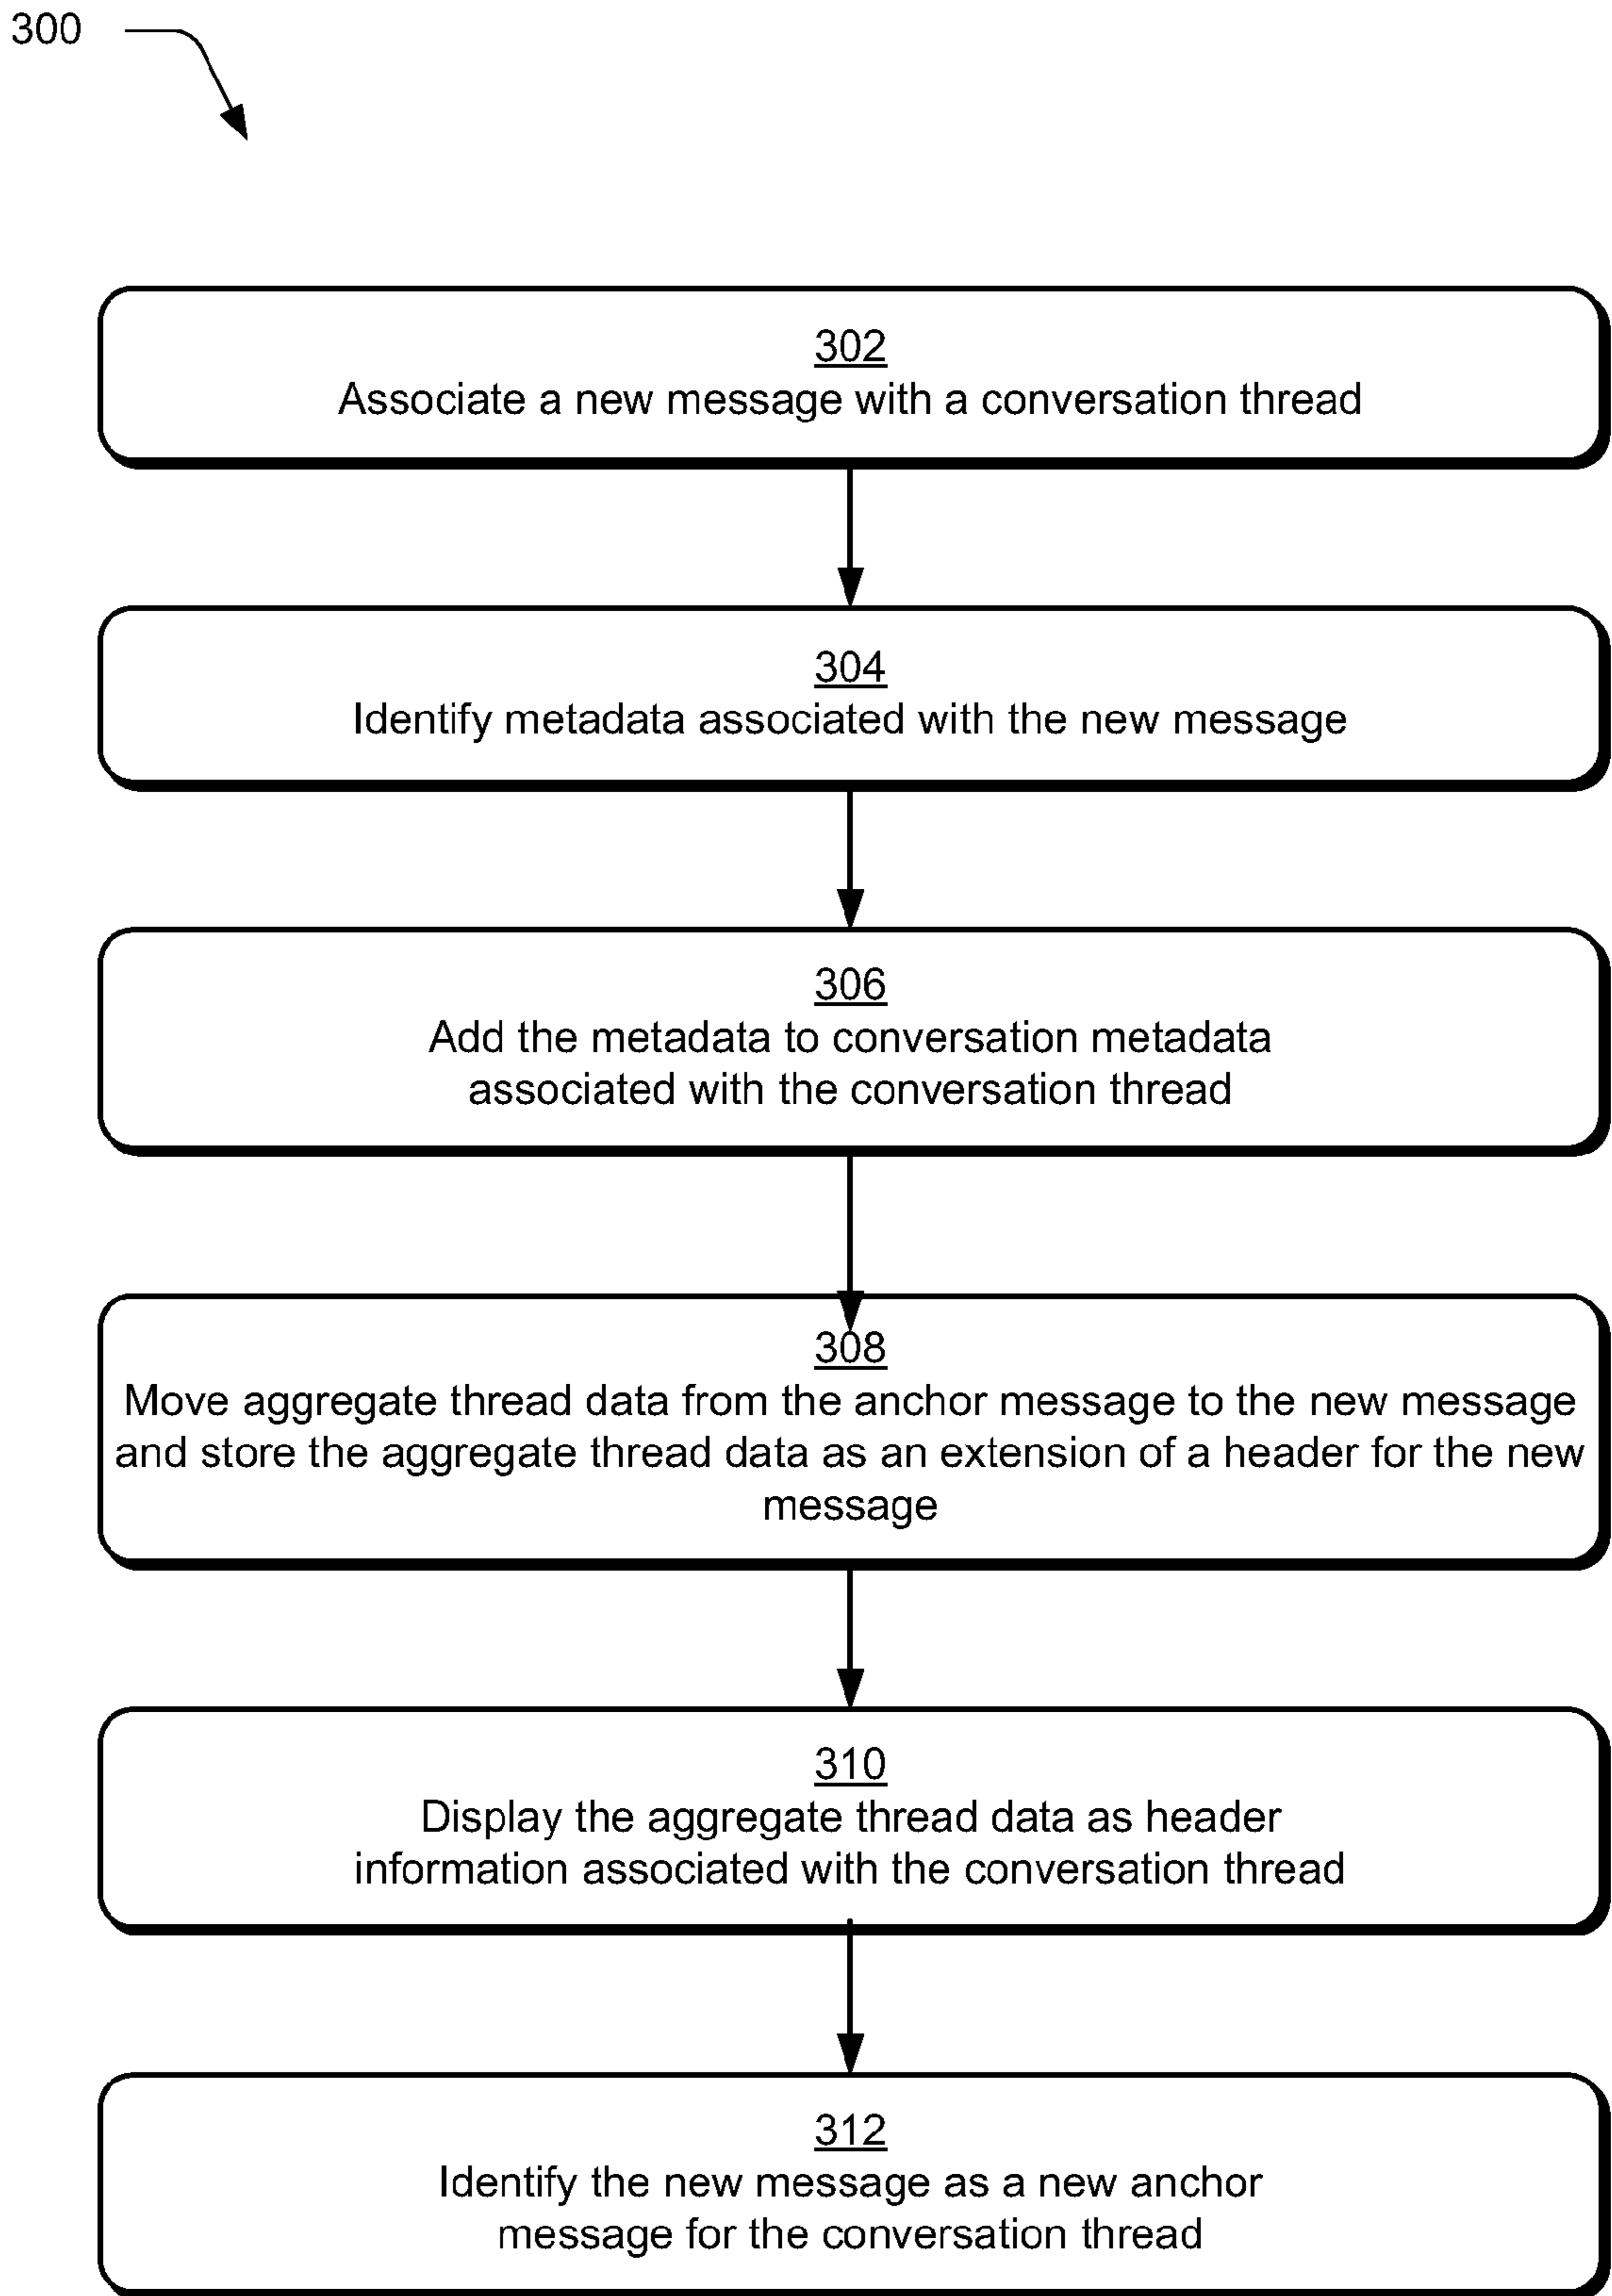 300
302
Associate a new message with a conversation thread
304
Identify metadata associated with the new message
306
Add the metadata to conversation metadata
associated with the conversation thread
308
Move aggregate thread data from the anchor message to the new message
and store the aggregate thread data as an extension of a header for the new
message
310
Display the aggregate thread data as header
information associated with the conversation thread
312
Identify the new message as a new anchor
message for the conversation thread